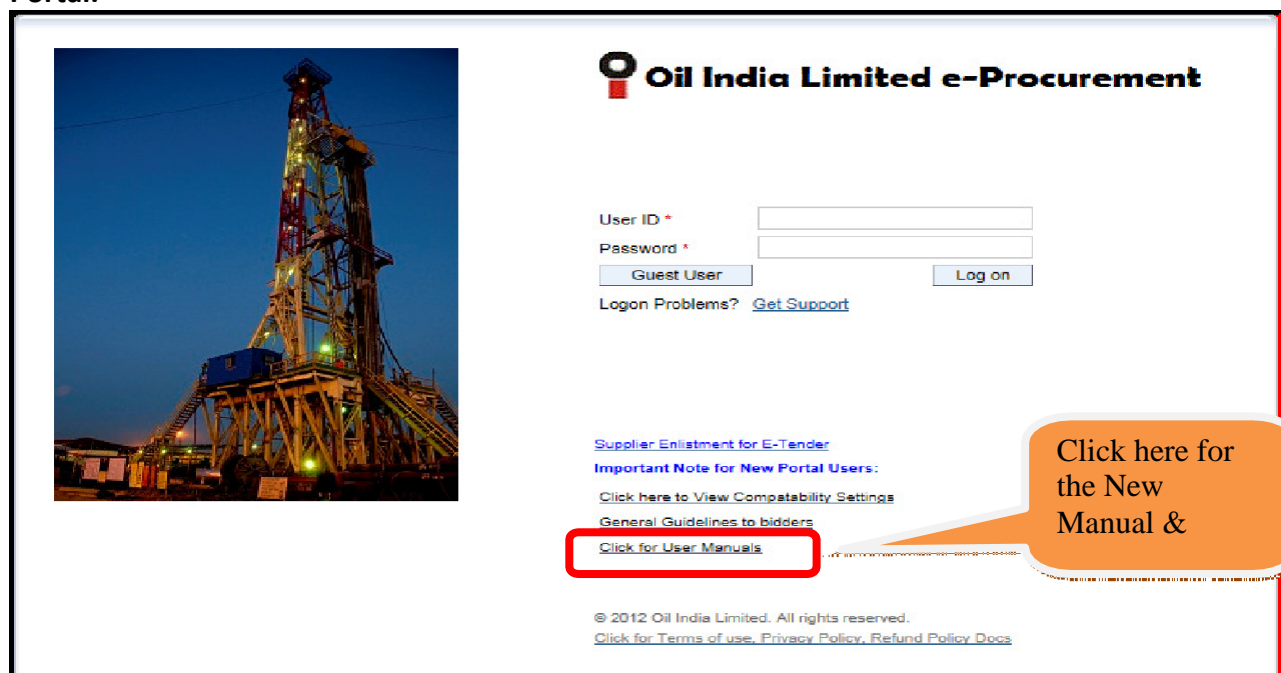 Oil India Limited e-Procurement
User ID *
Password *
Guest User
Log on
Logon Problems? Get Support
Supplier Enlistment for E-Tender
Important Note for New Portal Users:
Click here to View Compatability Settings
General Guidelines to bidders
Click for User Manuals
Click here for
the New
Manual &
© 2012 Oil India Limited. All rights reserved.
Click for Terms of use, Privacy Policy, Refund Policy Docs